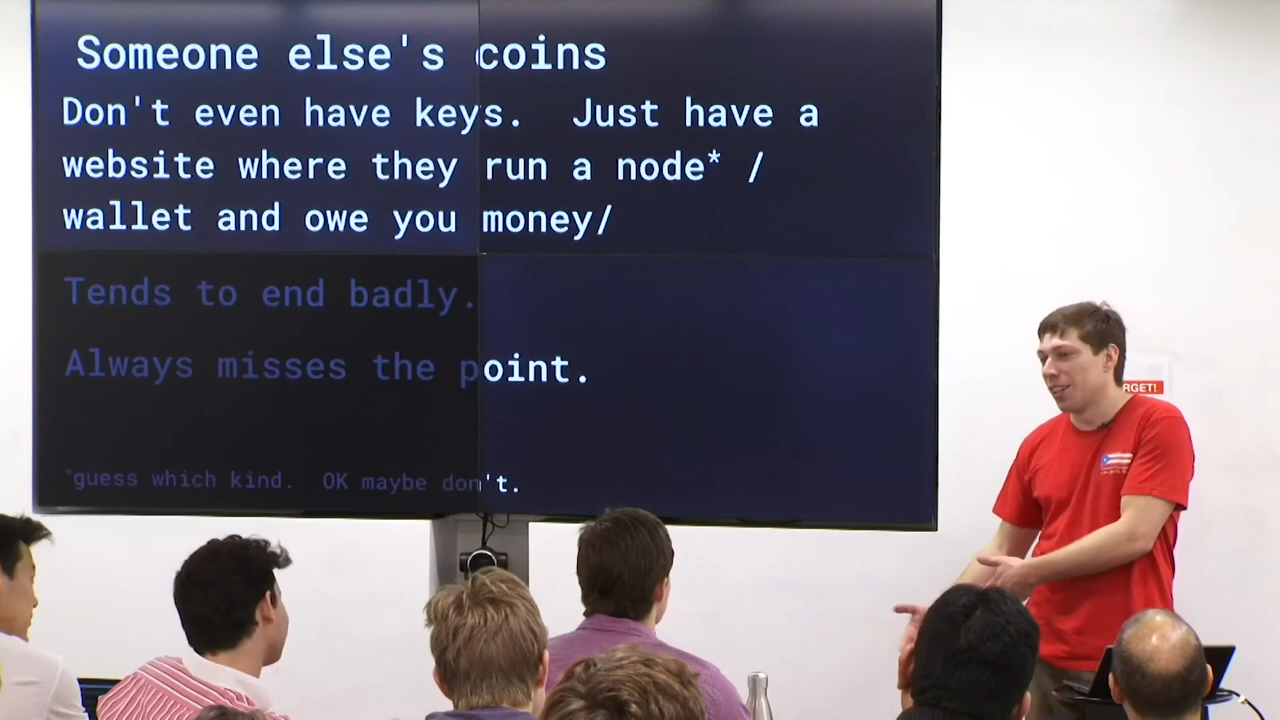 Someone else's coins
Don't even have keys. Just have a
website where they run a node* /
wallet and owe you money/
Tends to end badly.
Always misses the point.
*guess which kind. OK maybe don't.
RGET!